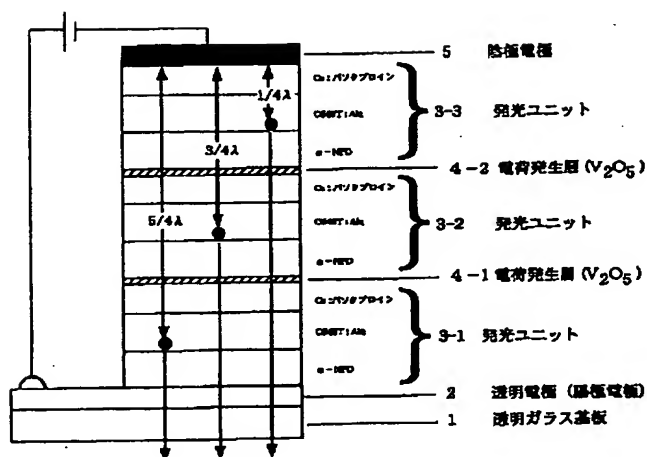 5 陰極電極
Cs:バソクプロイン
1/4λ
C545T:Alq
3-3 発光ユニット
3/4λ
α-NPD
4-2 電荷発生層 (V₂O₅)
Cs:バソクプロイン
5/4λ
C545T:Alq
3-2 発光ユニット
α-NPD
4-1 電荷発生層 (V₂O₅)
Cs:バソクプロイン
C545T:Alq
3-1 発光ユニット
α-NPD
2 透明電極 (陽極電極)
1 透明ガラス基板